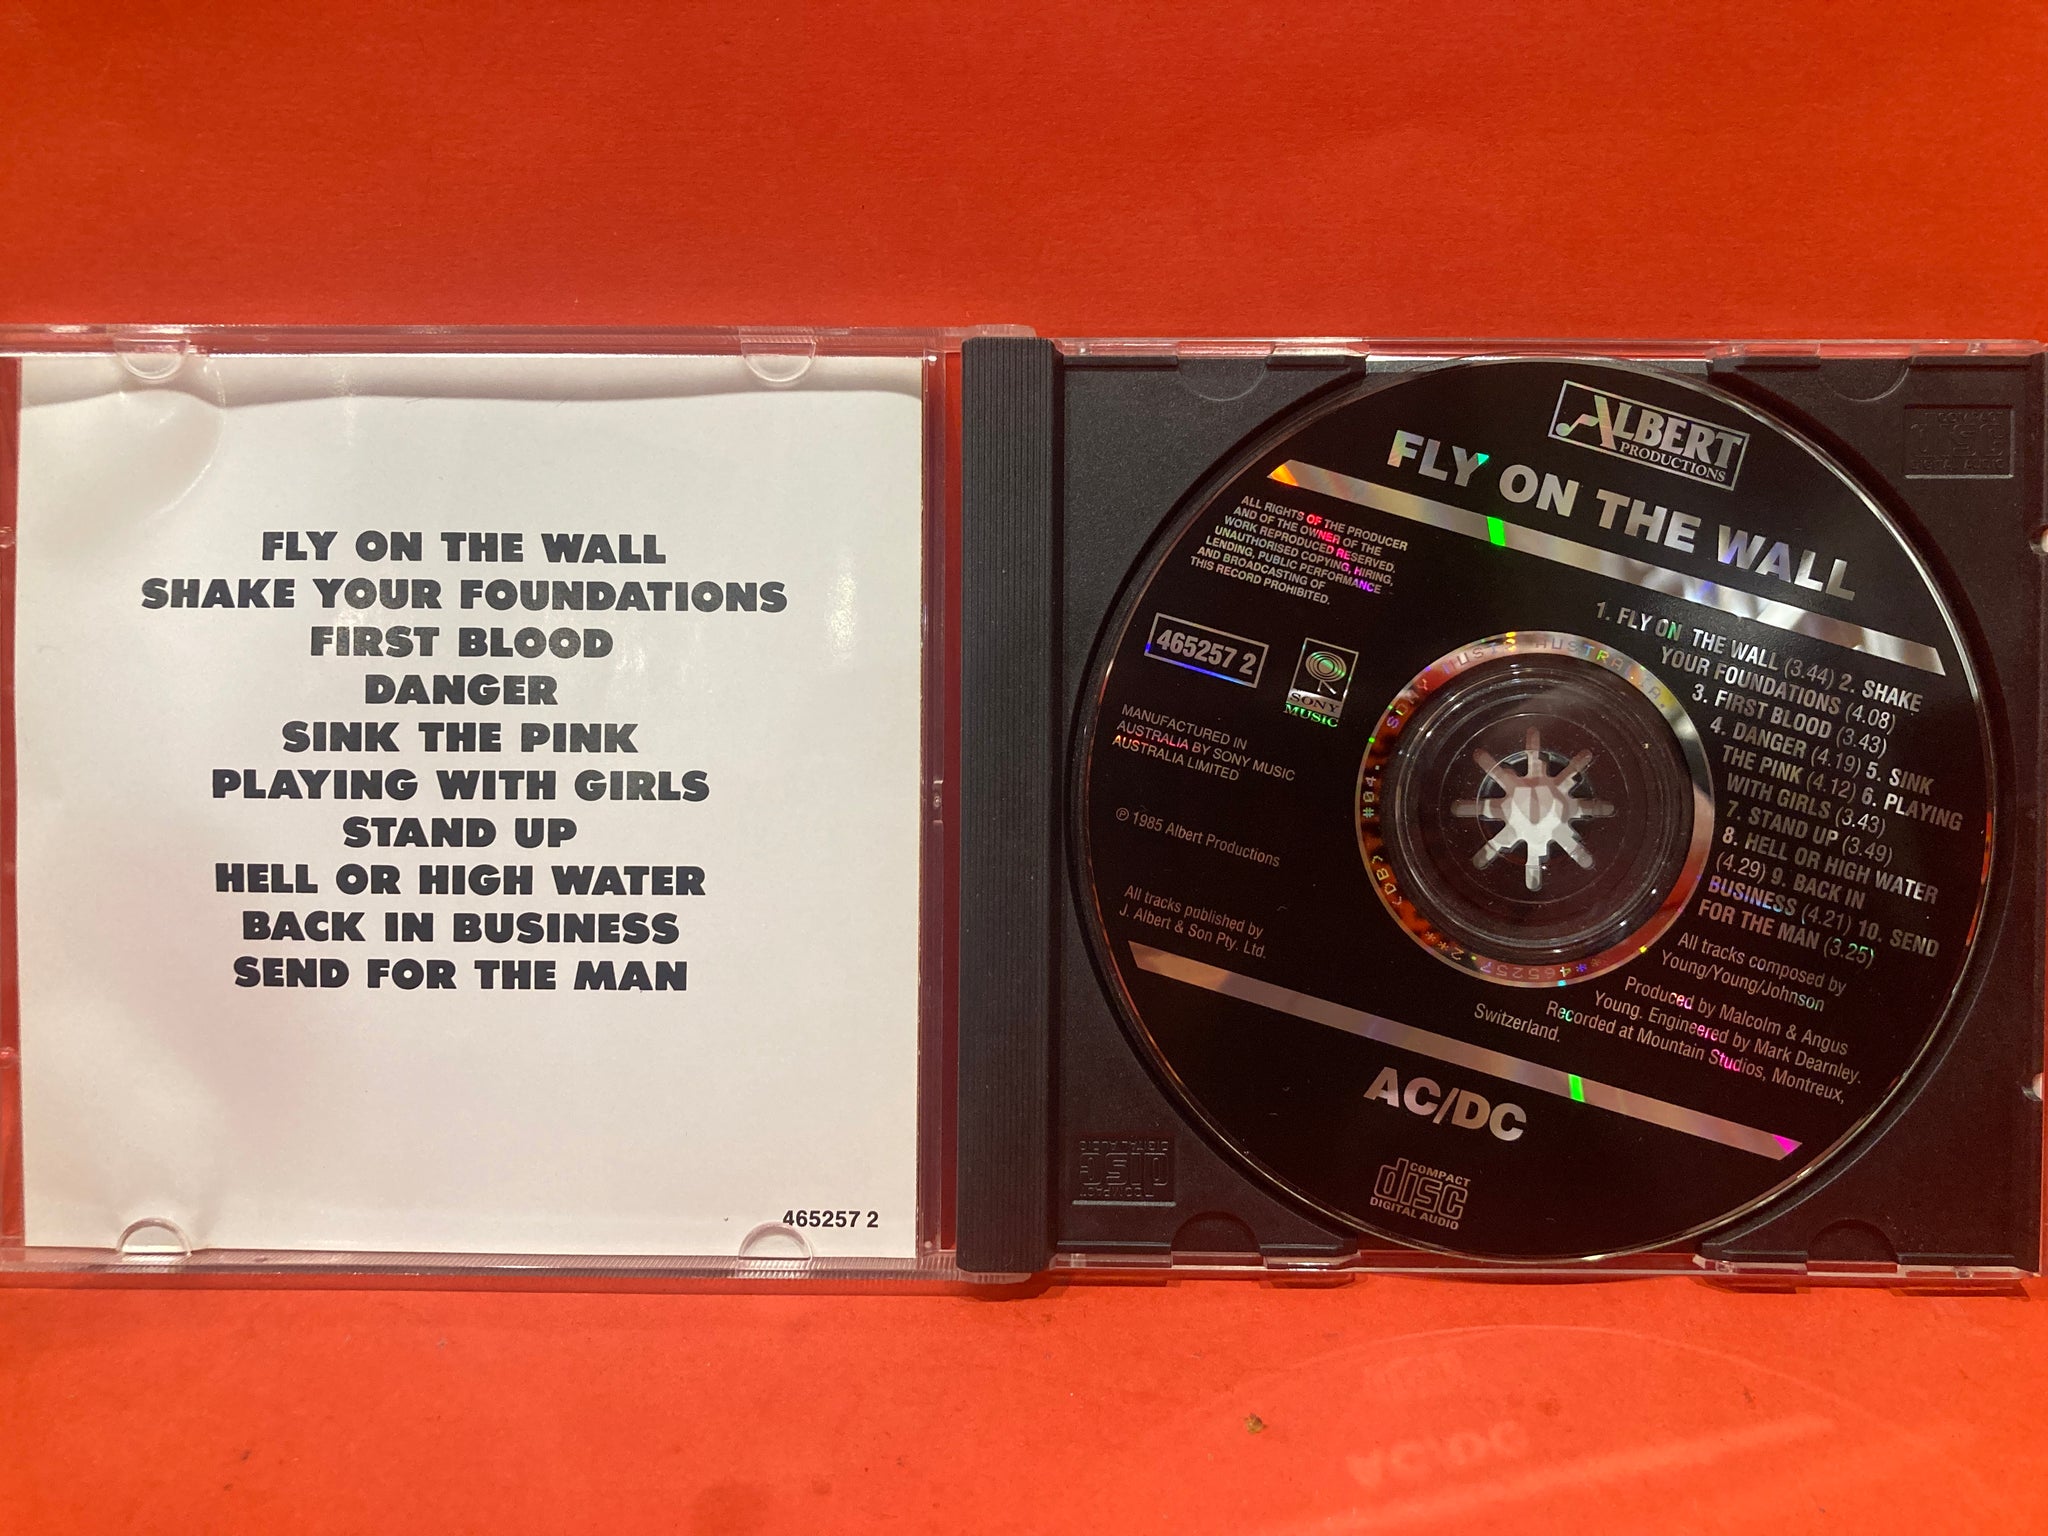 FLY ON THE WALL
SHAKE YOUR FOUNDATIONS
FIRST BLOOD
DANGER
SINK THE PINK
PLAYING WITH GIRLS
STAND UP
HELL OR HIGH WATER
BACK IN BUSINESS
SEND FOR THE MAN
465257 2
ALBERT
PRODUCTIONS
FLY ON THE WALL
ALL RIGHTS OF THE PRODUCER
AND OF THE OWNER OF THE
WORK REPRODUCED RESERVED.
UNAUTHORISED COPYING, HIRING,
LENDING, PUBLIC PERFORMANCE
AND BROADCASTING OF
THIS RECORD PROHIBITED.
465257 2
SONY
MUSIC
MANUFACTURED IN
AUSTRALIA BY SONY MUSIC
AUSTRALIA LIMITED
℗ 1985 Albert Productions
All tracks published by
J. Albert & Son Pty. Ltd.
1. FLY ON THE WALL (3.44) 2. SHAKE
YOUR FOUNDATIONS (4.08)
3. FIRST BLOOD (3.43)
4. DANGER (4.19) 5. SINK
THE PINK (4.12) 6. PLAYING
WITH GIRLS (3.43)
7. STAND UP (3.49)
8. HELL OR HIGH WATER
(4.29) 9. BACK IN
BUSINESS (4.21) 10. SEND
FOR THE MAN (3.25)
All tracks composed by
Young/Young/Johnson
Produced by Malcolm & Angus
Young. Engineered by Mark Dearnley.
Recorded at Mountain Studios, Montreux,
Switzerland.
SONY MUSIC AUSTRALIA
AC/DC
COMPACT
disc
DIGITAL AUDIO
COMPACT
DISC
DIGITAL AUDIO